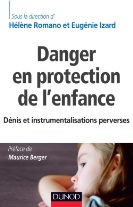 Sous la direction d'
Hélène Romano et Eugénie Izard
Danger
en protection
de l'enfance
Dénis et instrumentalisations perverses
Préface de
Maurice Berger
DUNOD